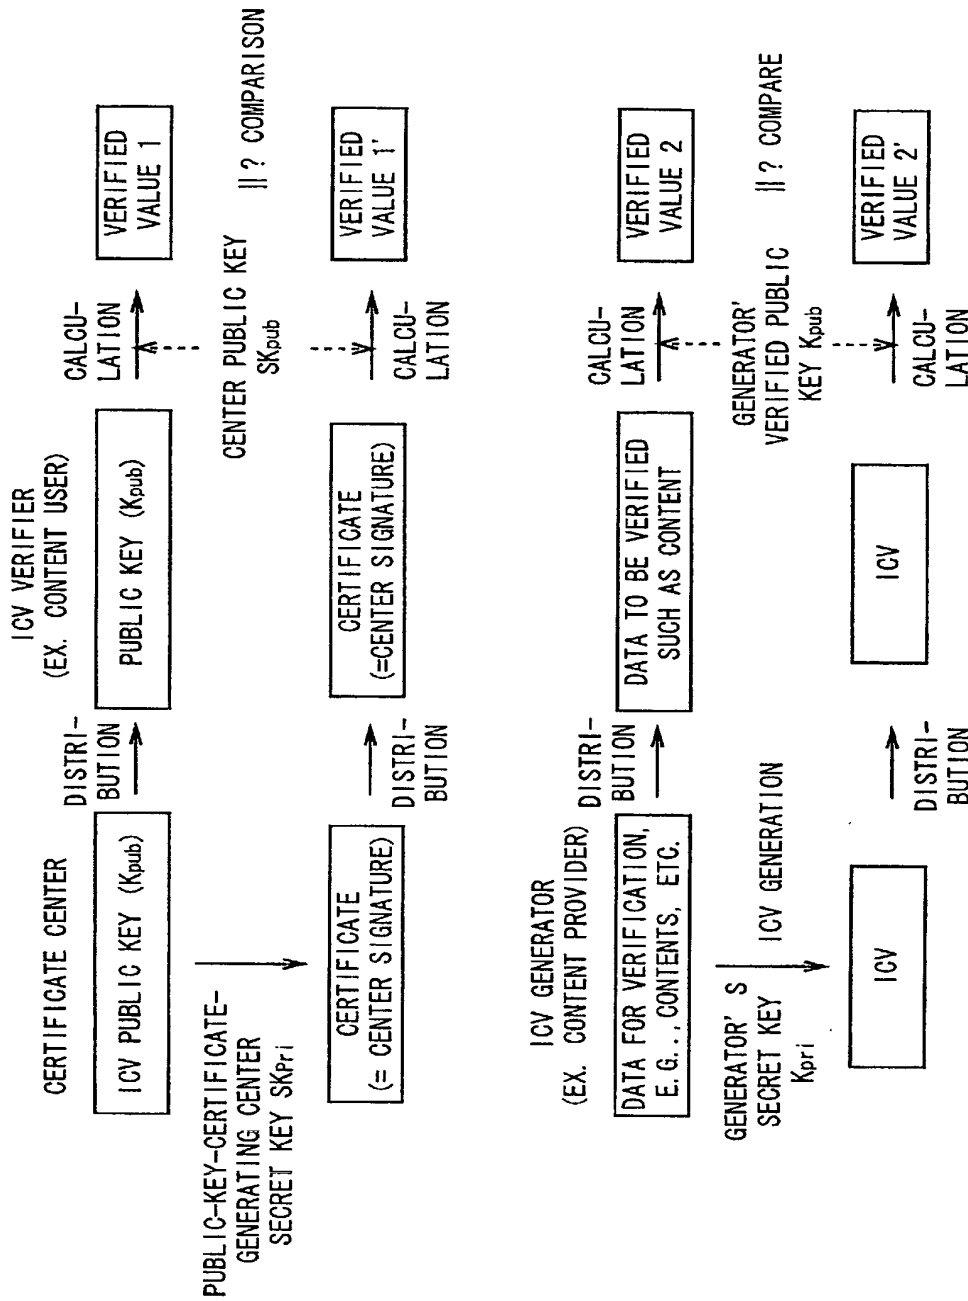 CERTIFICATE CENTER
ICV PUBLIC KEY (Kpub)
PUBLIC-KEY-CERTIFICATE-
GENERATING CENTER
SECRET KEY SKpri
CERTIFICATE
(= CENTER SIGNATURE)
DISTRI-
BUTION
DISTRI-
BUTION
ICV VERIFIER
(EX. CONTENT USER)
PUBLIC KEY (Kpub)
CERTIFICATE
(=CENTER SIGNATURE)
CALCU-
LATION
CENTER PUBLIC KEY
SKpub
CALCU-
LATION
VERIFIED
VALUE 1
||? COMPARISON
VERIFIED
VALUE 1'
ICV GENERATOR
(EX. CONTENT PROVIDER)
DATA FOR VERIFICATION,
E.G.., CONTENTS, ETC.
GENERATOR' S
SECRET KEY
Kpri
ICV GENERATION
ICV
DISTRI-
BUTION
DISTRI-
BUTION
DATA TO BE VERIFIED
SUCH AS CONTENT
ICV
CALCU-
LATION
GENERATOR'
VERIFIED PUBLIC
KEY Kpub
CALCU-
LATION
VERIFIED
VALUE 2
||? COMPARE
VERIFIED
VALUE 2'